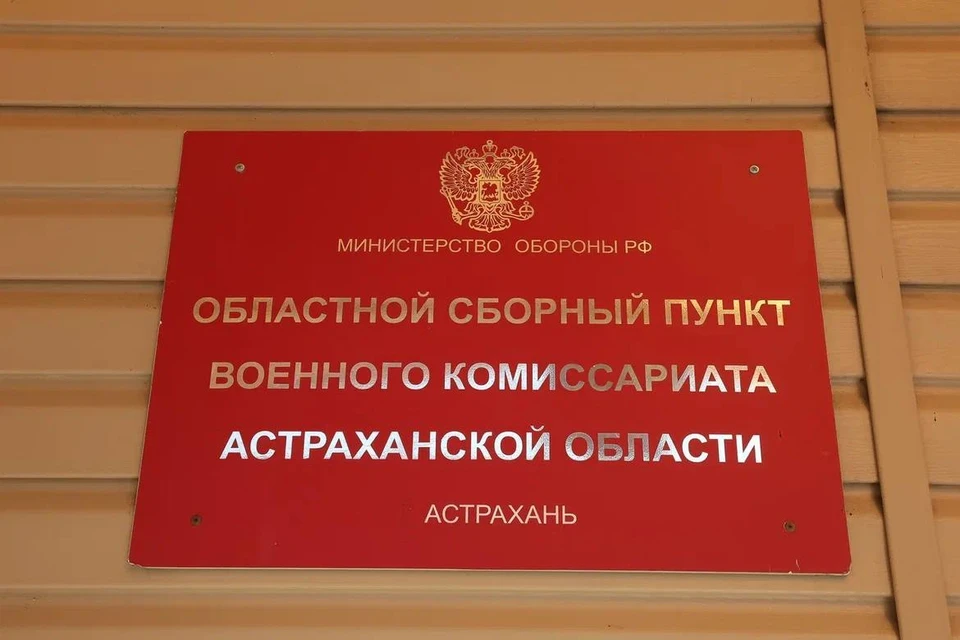 МИНИСТЕРСТВО ОБОРОНЫ РФ
ОБЛАСТНОЙ СБОРНЫЙ ПУНКТ
ВОЕННОГО КОМИССАРИАТА
АСТРАХАНСКОЙ ОБЛАСТИ
АСТРАХАНЬ